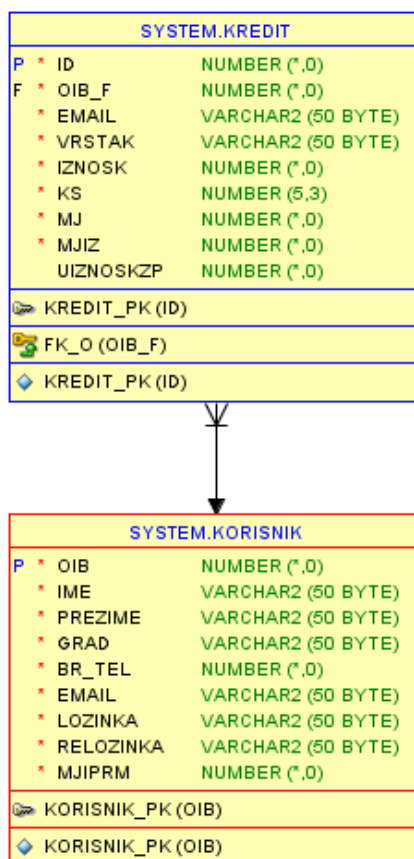 SYSTEM.KREDIT
P * ID NUMBER (*,0)
F * OIB_F NUMBER (*,0)
* EMAIL VARCHAR2 (50 BYTE)
* VRSTAK VARCHAR2 (50 BYTE)
* IZNOSK NUMBER (*,0)
* KS NUMBER (5,3)
* MJ NUMBER (*,0)
* MJIZ NUMBER (*,0)
UIZNOSKZP NUMBER (*,0)
KREDIT_PK (ID)
FK_O (OIB_F)
KREDIT_PK (ID)
SYSTEM.KORISNIK
P * OIB NUMBER (*,0)
* IME VARCHAR2 (50 BYTE)
* PREZIME VARCHAR2 (50 BYTE)
* GRAD VARCHAR2 (50 BYTE)
* BR_TEL NUMBER (*,0)
* EMAIL VARCHAR2 (50 BYTE)
* LOZINKA VARCHAR2 (50 BYTE)
* RELOZINKA VARCHAR2 (50 BYTE)
* MJIPRM NUMBER (*,0)
KORISNIK_PK (OIB)
KORISNIK_PK (OIB)